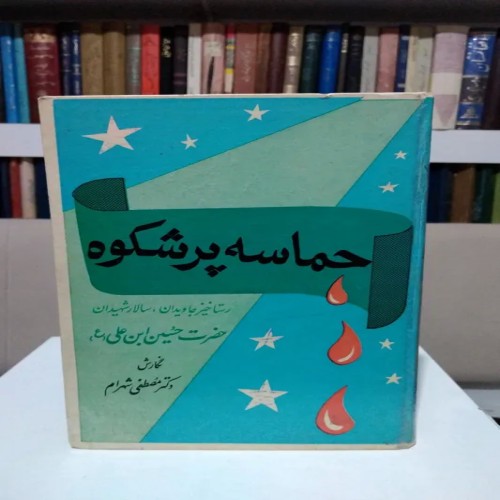 حماسه پرشکوه
رستاخیز جاویدان، سالار شهیدان
حضرت حسین ابن علی (ع)
نگارش
دکتر مصطفی شهرام